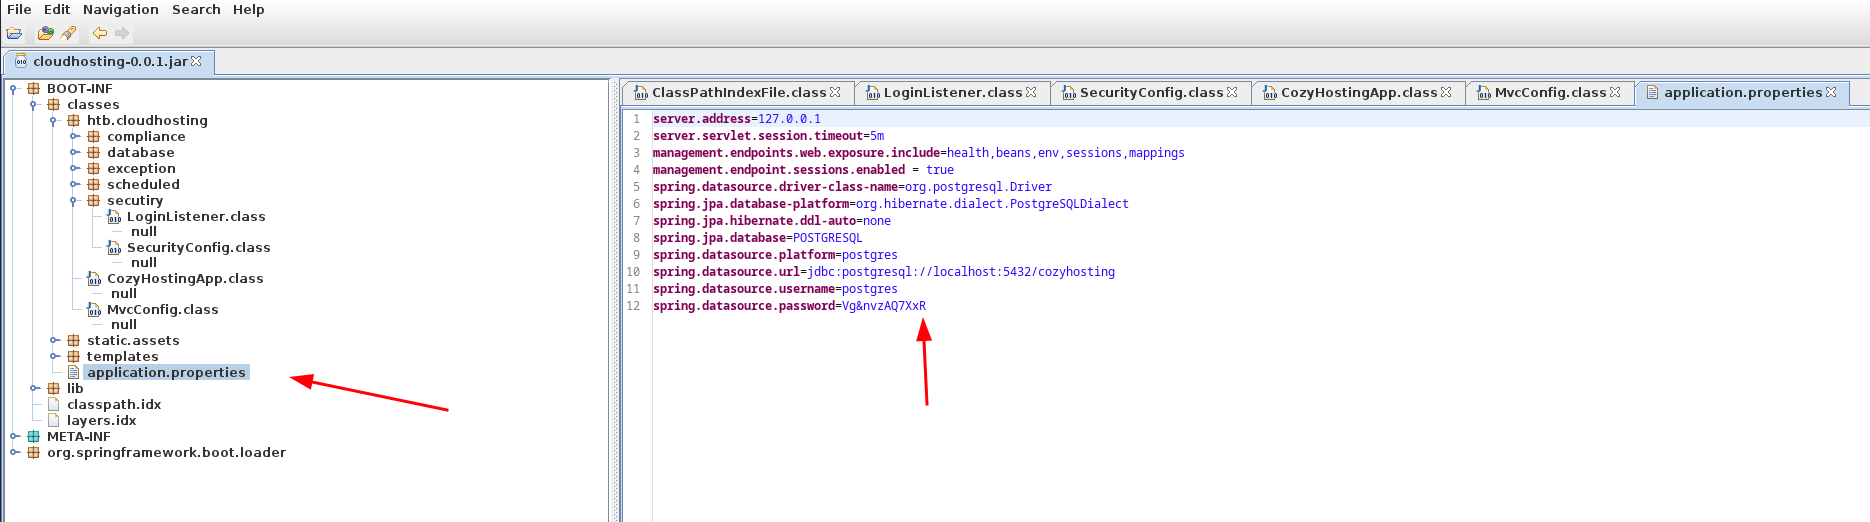 File Edit Navigation Search Help
cloudhosting-0.0.1.jar
BOOT-INF
classes
htb.cloudhosting
compliance
database
exception
scheduled
secutiry
LoginListener.class
null
SecurityConfig.class
null
CozyHostingApp.class
null
MvcConfig.class
null
static.assets
templates
application.properties
lib
classpath.idx
layers.idx
META-INF
org.springframework.boot.loader
ClassPathIndexFile.class LoginListener.class SecurityConfig.class CozyHostingApp.class MvcConfig.class application.properties
1 server.address=127.0.0.1
2 server.servlet.session.timeout=5m
3 management.endpoints.web.exposure.include=health,beans,env,sessions,mappings
4 management.endpoint.sessions.enabled = true
5 spring.datasource.driver-class-name=org.postgresql.Driver
6 spring.jpa.database-platform=org.hibernate.dialect.PostgreSQLDialect
7 spring.jpa.hibernate.ddl-auto=none
8 spring.jpa.database=POSTGRESQL
9 spring.datasource.platform=postgres
10 spring.datasource.url=jdbc:postgresql://localhost:5432/cozyhosting
11 spring.datasource.username=postgres
12 spring.datasource.password=Vg&nvzAQ7XxR